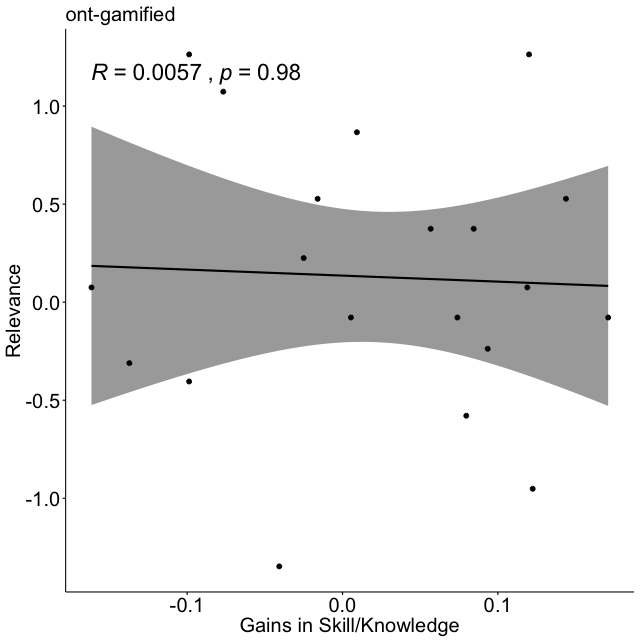 ont-gamified
R = 0.0057 , p = 0.98
Relevance
1.0
0.5
0.0
-0.5
-1.0
-0.1
0.0
0.1
Gains in Skill/Knowledge